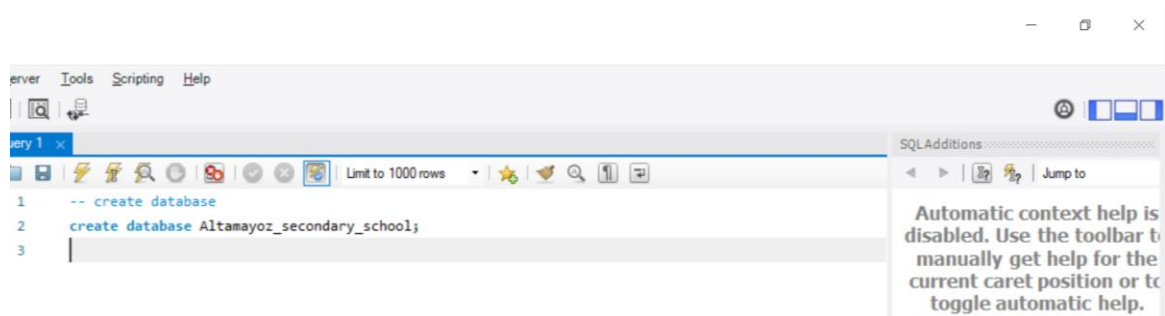 erver Tools Scripting Help
uery 1
SQLAdditions
Limit to 1000 rows
Jump to
1 -- create database
2 create database Altamayoz_secondary_school;
3
Automatic context help is
disabled. Use the toolbar t
manually get help for the
current caret position or to
toggle automatic help.